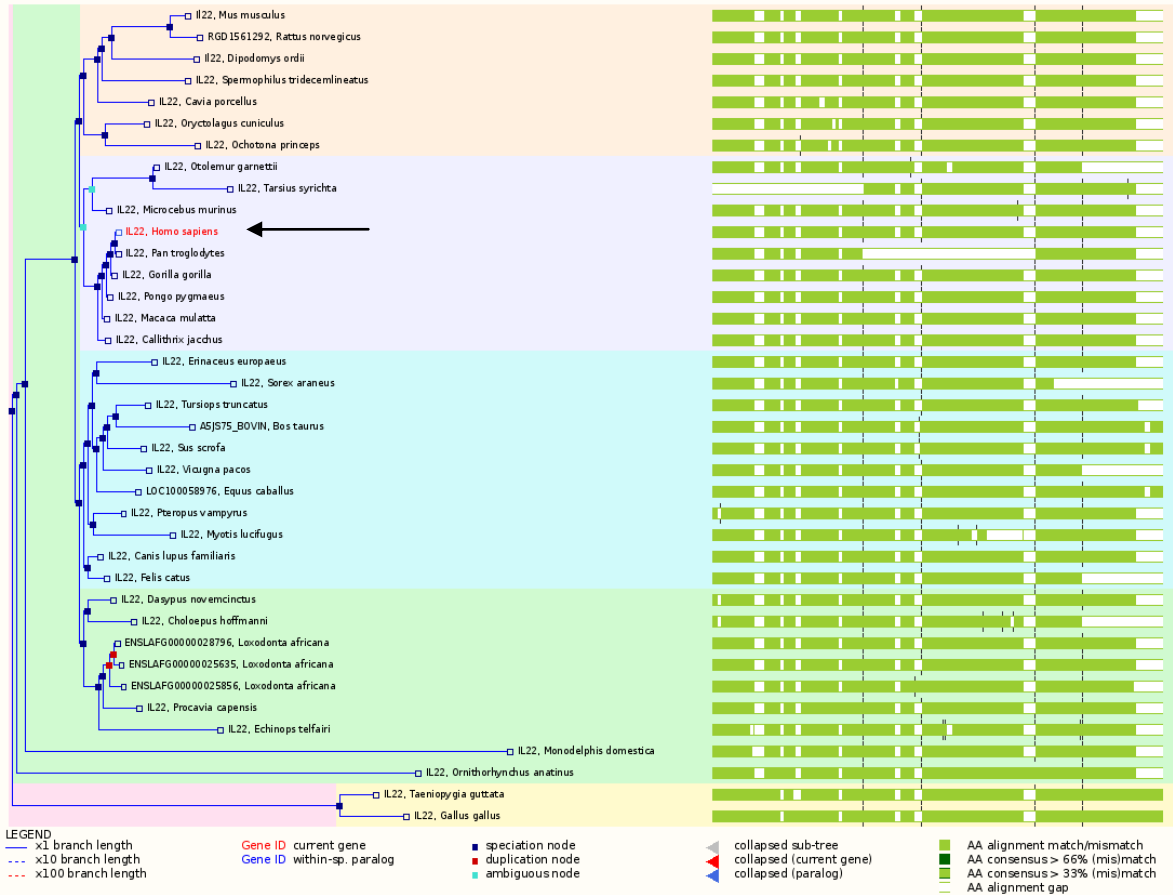 Il22, Mus musculus
RGD1561292, Rattus norvegicus
Il22, Dipodomys ordii
IL22, Spermophilus tridecemlineatus
IL22, Cavia porcellus
IL22, Oryctolagus cuniculus
IL22, Ochotona princeps
IL22, Otolemur garnettii
IL22, Tarsius syrichta
IL22, Microcebus murinus
IL22, Homo sapiens
IL22, Pan troglodytes
IL22, Gorilla gorilla
IL22, Pongo pygmaeus
IL22, Macaca mulatta
IL22, Callithrix jacchus
IL22, Erinaceus europaeus
IL22, Sorex araneus
IL22, Tursiops truncatus
A5JS75_BOVIN, Bos taurus
IL22, Sus scrofa
IL22, Vicugna pacos
LOC100058976, Equus caballus
IL22, Pteropus vampyrus
IL22, Myotis lucifugus
IL22, Canis lupus familiaris
IL22, Felis catus
IL22, Dasypus novemcinctus
IL22, Choloepus hoffmanni
ENSLAFG00000028796, Loxodonta africana
ENSLAFG00000025635, Loxodonta africana
ENSLAFG00000025856, Loxodonta africana
IL22, Procavia capensis
IL22, Echinops telfairi
IL22, Monodelphis domestica
IL22, Ornithorhynchus anatinus
IL22, Taeniopygia guttata
IL22, Gallus gallus
LEGEND
x1 branch length
x10 branch length
x100 branch length
Gene ID current gene
Gene ID within-sp. paralog
speciation node
duplication node
ambiguous node
collapsed sub-tree
collapsed (current gene)
collapsed (paralog)
AA alignment match/mismatch
AA consensus > 66% (mis)match
AA consensus > 33% (mis)match
AA alignment gap